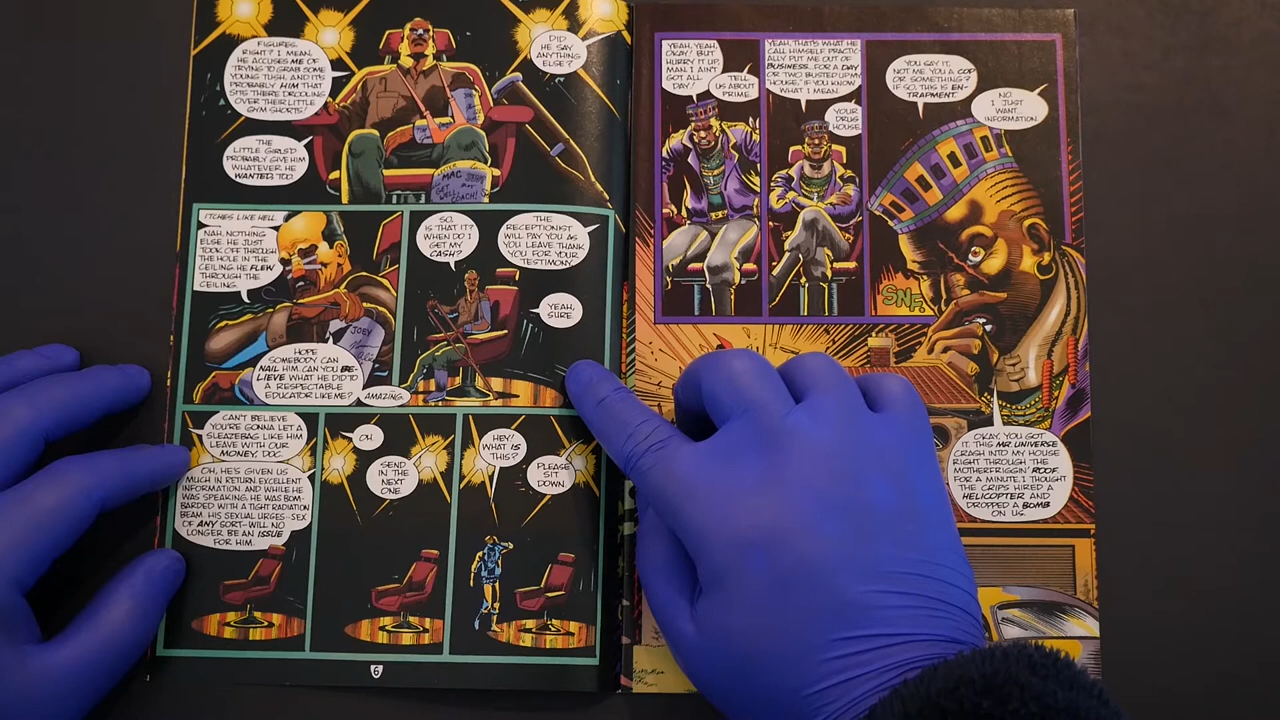 FIGURES,
RIGHT? I MEAN,
HE ACCUSES ME OF
TRYING TO GRAB SOME
YOUNG TUSH, AND IT'S
PROBABLY HIM THAT
SITS THERE DROOLING
OVER THEIR LITTLE
GYM SHORTS!
DID
HE SAY
ANYTHING
ELSE?
THE
LITTLE GIRLS'D
PROBABLY GIVE HIM
WHATEVER HE
WANTED, TOO.
MAC
GET
WELL,
COACH!
ITCHES LIKE HELL.
NAH, NOTHING
ELSE. HE JUST
TOOK OFF THROUGH
THE HOLE IN THE
CEILING. HE FLEW
THROUGH THE
CEILING.
JOEY
HOPE
SOMEBODY CAN
NAIL HIM. CAN YOU BE-
LIEVE WHAT HE DID TO
A RESPECTABLE
EDUCATOR LIKE ME?
AMAZING.
SO,
IS THAT IT?
WHEN DO I
GET MY
CASH?
THE
RECEPTIONIST
WILL PAY YOU AS
YOU LEAVE. THANK
YOU FOR YOUR
TESTIMONY.
YEAH,
SURE.
CAN'T BELIEVE
YOU'RE GONNA LET A
SLEAZEBAG LIKE HIM
LEAVE WITH OUR
MONEY, DOC.
OH, HE'S GIVEN US
MUCH IN RETURN. EXCELLENT
INFORMATION. AND WHILE HE
WAS SPEAKING, HE WAS BOM-
BARDED WITH A TIGHT RADIATION
BEAM. HIS SEXUAL URGES--SEX
OF ANY SORT--WILL NO
LONGER BE AN ISSUE
FOR HIM.
OH.
SEND
IN THE
NEXT
ONE.
HEY!
WHAT IS
THIS?
PLEASE
SIT
DOWN.
6
YEAH, YEAH,
OKAY! BUT
HURRY IT UP,
MAN. I AIN'T
GOT ALL
DAY!
TELL
US ABOUT
PRIME.
YEAH, THAT'S WHAT HE
CALL HIMSELF. PRACTIC-
ALLY PUT ME OUT OF
BUSINESS. FOR A DAY
OR TWO. BUSTED UP MY
"HOUSE," IF YOU KNOW
WHAT I MEAN.
YOUR
DRUG
HOUSE.
YOU SAY IT,
NOT ME. YOU A COP
OR SOMETHING?
IF SO, THIS IS EN-
TRAPMENT.
NO.
I JUST
WANT
INFORMATION.
SNF.
OKAY. YOU GOT
IT. THIS MR. UNIVERSE
CRASH INTO MY HOUSE
RIGHT THROUGH THE
MOTHERFRIGGIN' ROOF.
FOR A MINUTE, I THOUGHT
THE CRIPS HIRED A
HELICOPTER AND
DROPPED A BOMB
ON US.